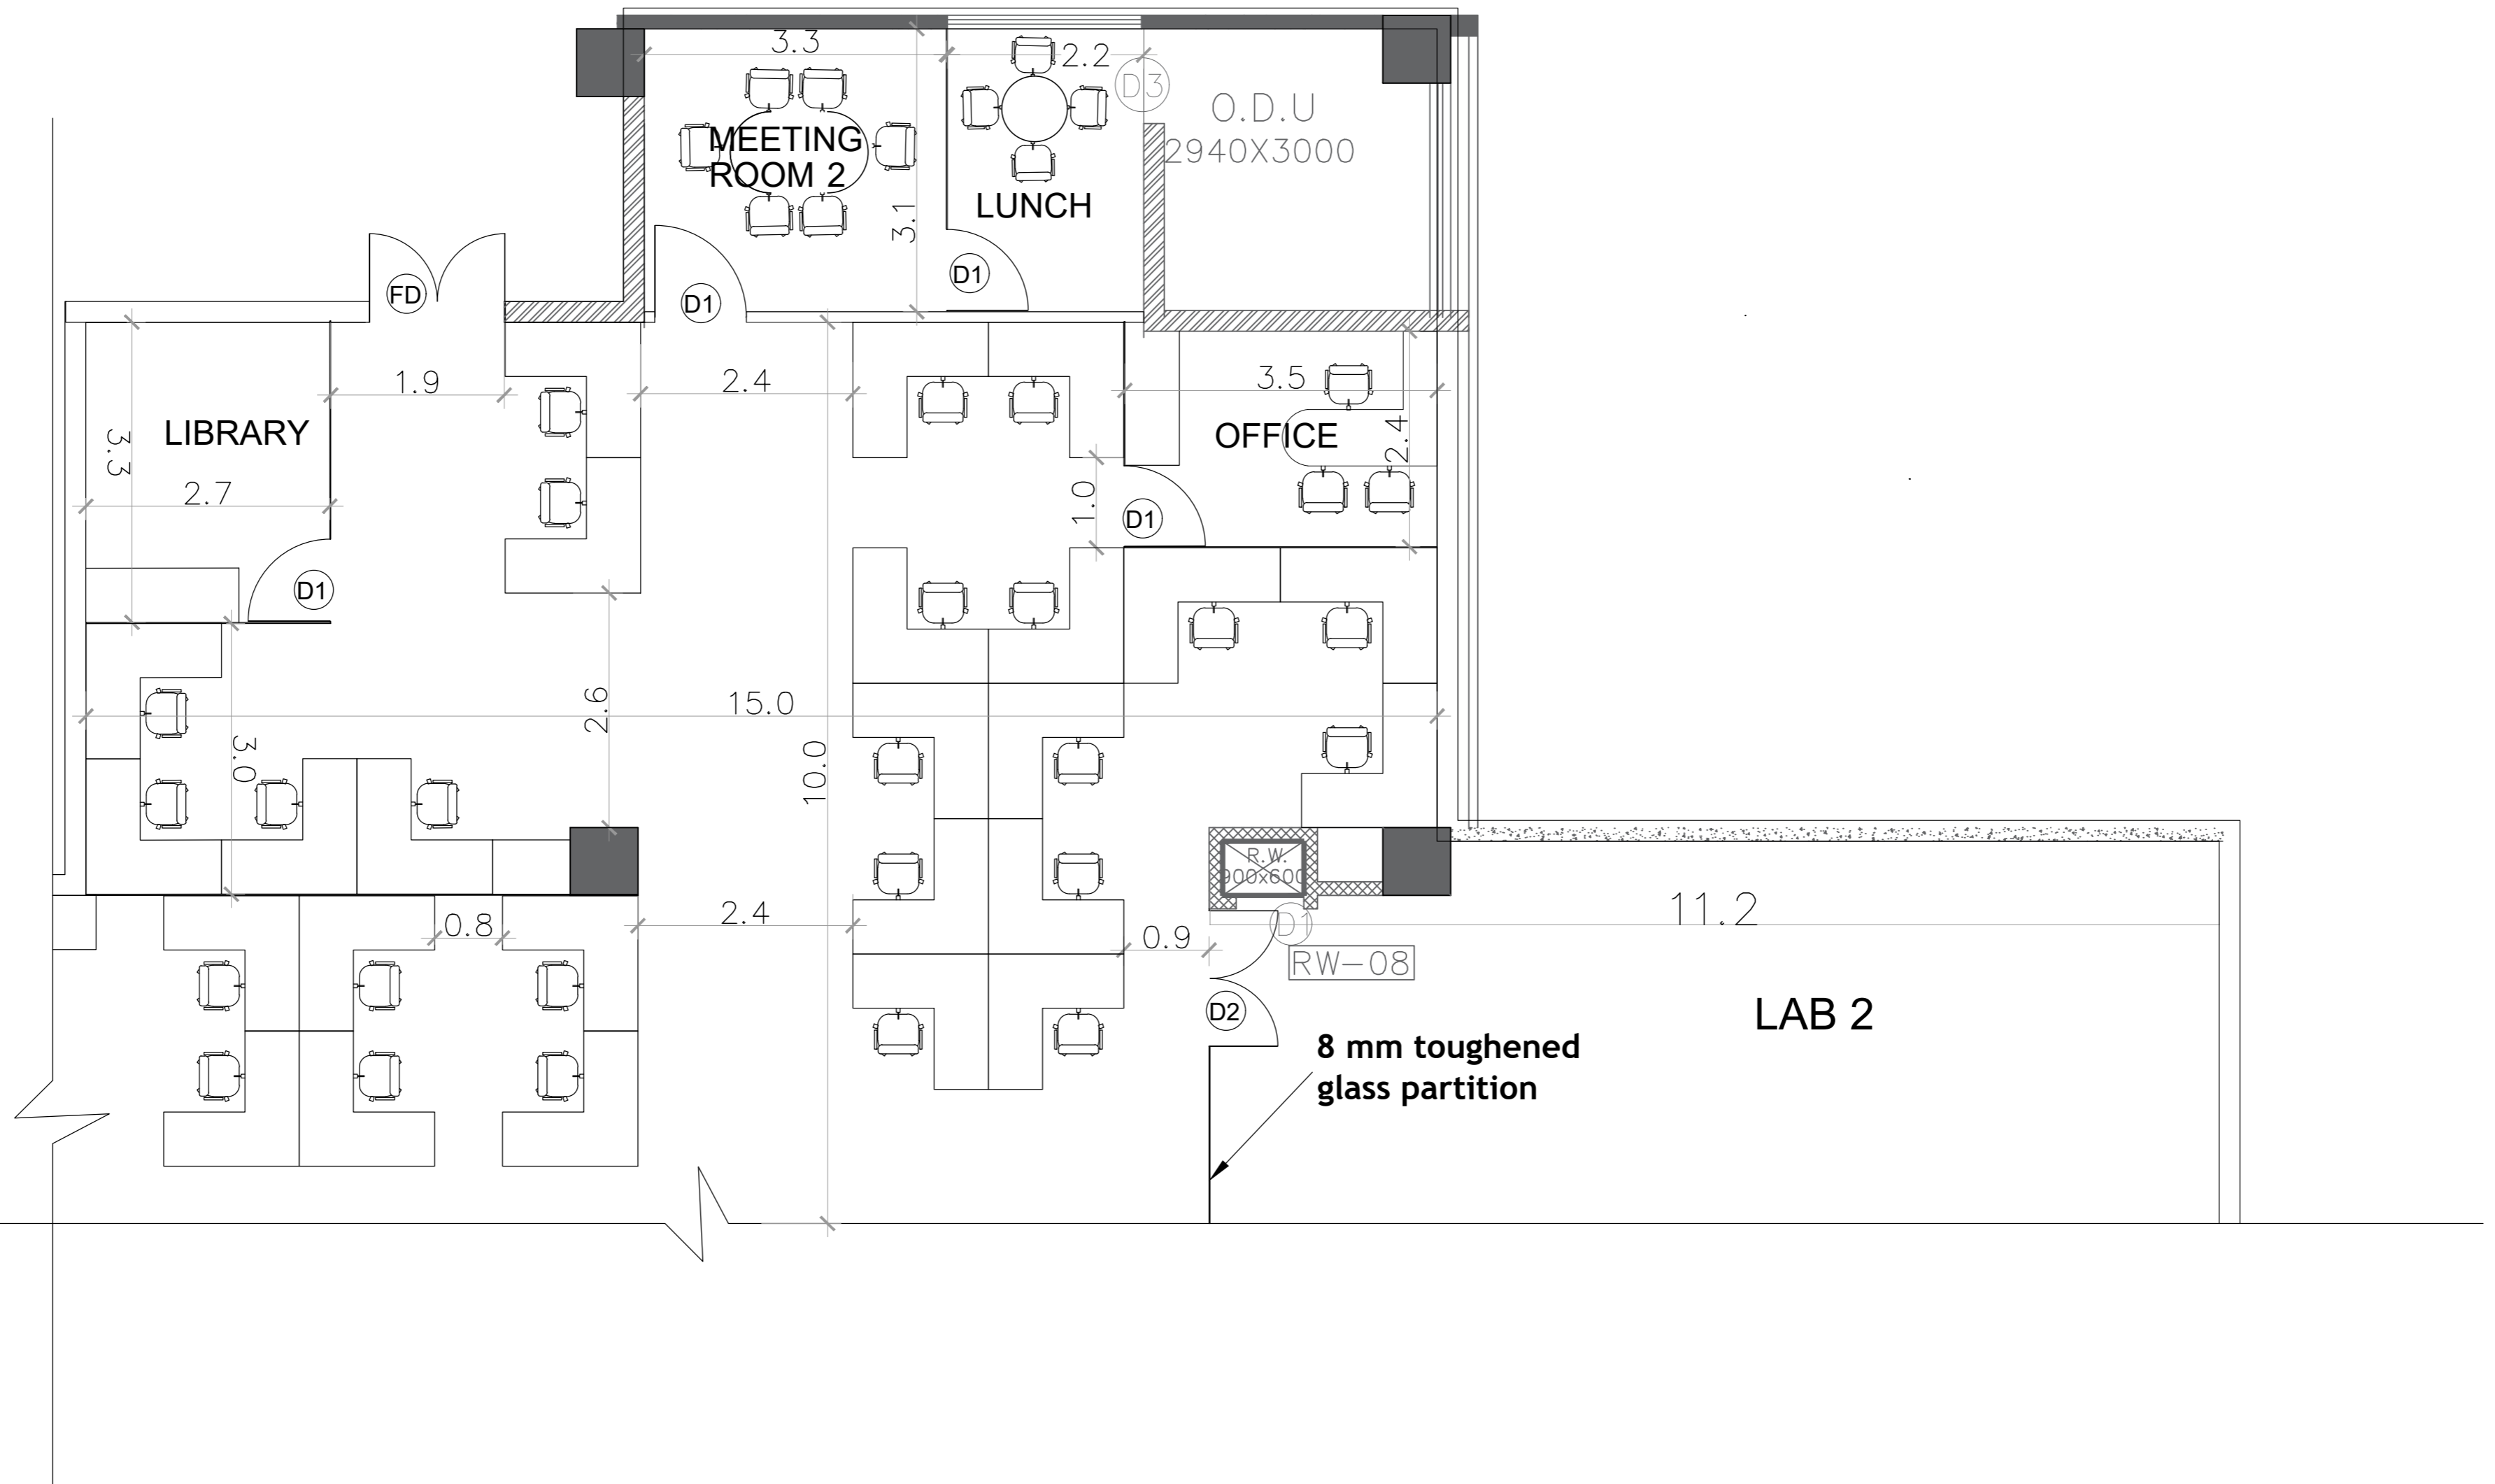 3.3
2.2
D3
O.D.U
2940X3000
MEETING
ROOM 2
LUNCH
3.1
D1
FD
D1
1.9
2.4
3.5
LIBRARY
OFFICE
2.4
3.3
2.7
1.0
D1
D1
2.6
15.0
3.0
10.0
R.W.
900x600
0.8
2.4
0.9
D1
11.2
RW-08
D2
LAB 2
8 mm toughened
glass partition